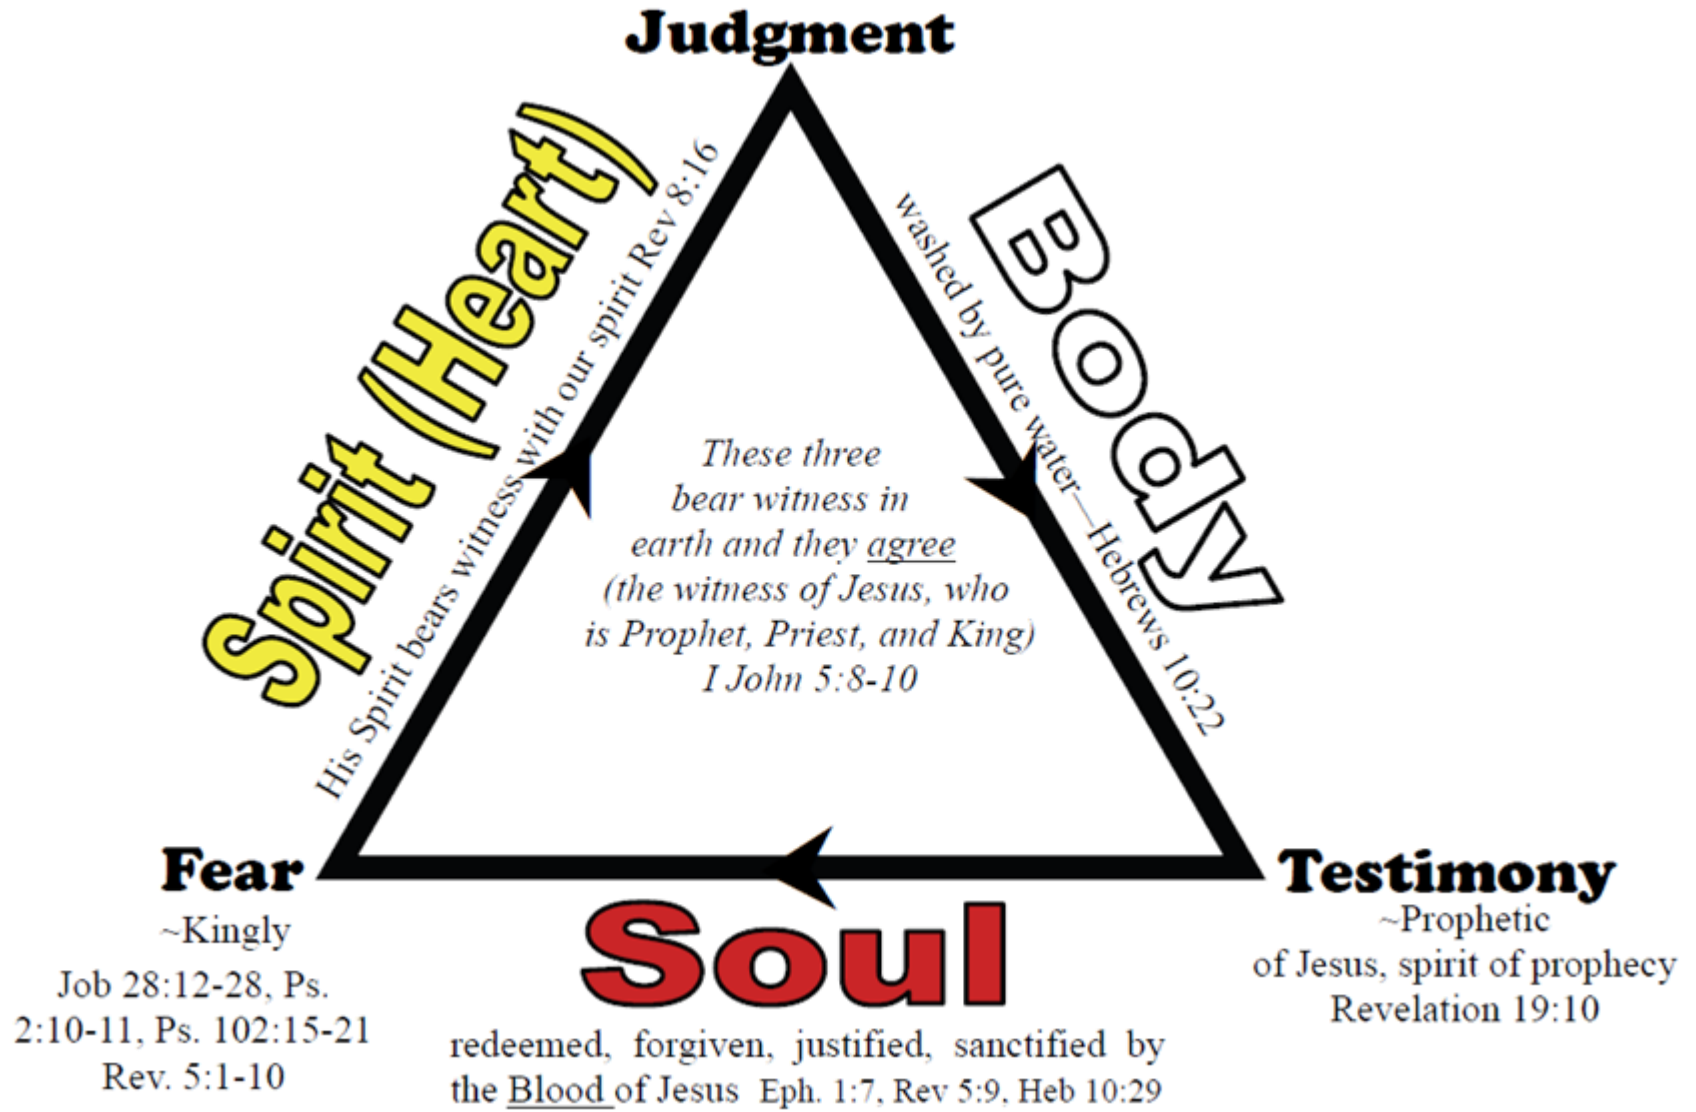 Judgment
Spirit (Heart)
His Spirit bears witness with our spirit Rev 8:16
Body
washed by pure water—Hebrews 10:22
These three
bear witness in
earth and they agree
(the witness of Jesus, who
is Prophet, Priest, and King)
I John 5:8-10
Fear
~Kingly
Job 28:12-28, Ps.
2:10-11, Ps. 102:15-21
Rev. 5:1-10
Soul
redeemed, forgiven, justified, sanctified by
the Blood of Jesus Eph. 1:7, Rev 5:9, Heb 10:29
Testimony
~Prophetic
of Jesus, spirit of prophecy
Revelation 19:10